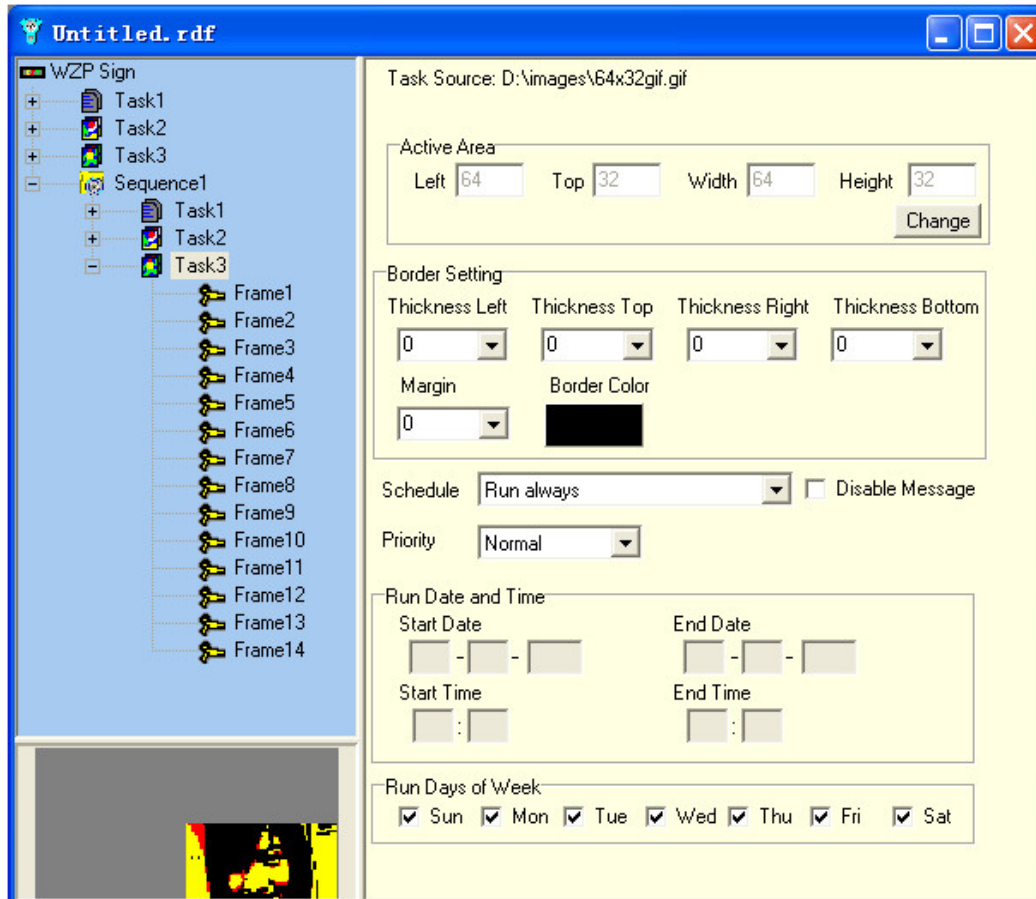 Untitled.rdf
WZP Sign
Task1
Task2
Task3
Sequence1
Task1
Task2
Task3
Frame1
Frame2
Frame3
Frame4
Frame5
Frame6
Frame7
Frame8
Frame9
Frame10
Frame11
Frame12
Frame13
Frame14
Task Source: D:\images\64x32gif.gif
Active Area
Left 64 Top 32 Width 64 Height 32
Change
Border Setting
Thickness Left Thickness Top Thickness Right Thickness Bottom
0 0 0 0
Margin Border Color
0
Schedule Run always Disable Message
Priority Normal
Run Date and Time
Start Date End Date
- - - -
Start Time End Time
: :
Run Days of Week
Sun Mon Tue Wed Thu Fri Sat